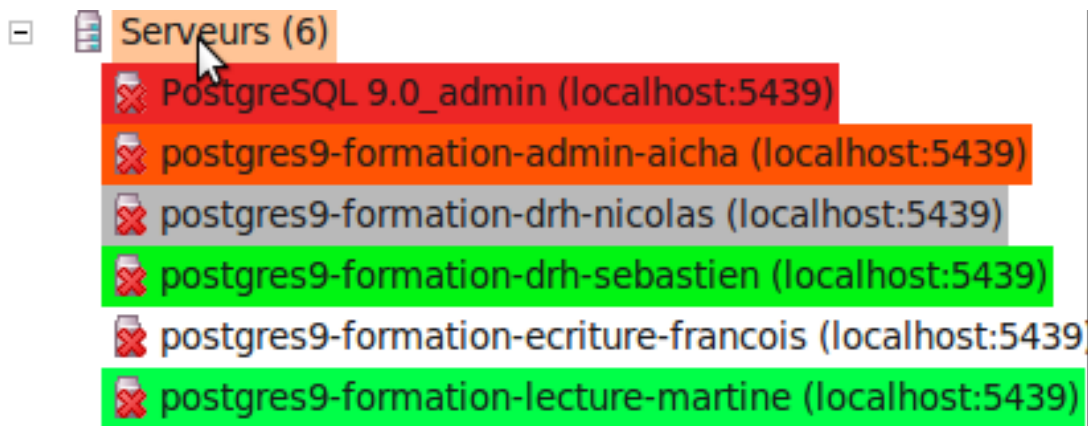 Serveurs (6)
PostgreSQL 9.0_admin (localhost:5439)
postgres9-formation-admin-aicha (localhost:5439)
postgres9-formation-drh-nicolas (localhost:5439)
postgres9-formation-drh-sebastien (localhost:5439)
postgres9-formation-ecriture-francois (localhost:5439)
postgres9-formation-lecture-martine (localhost:5439)